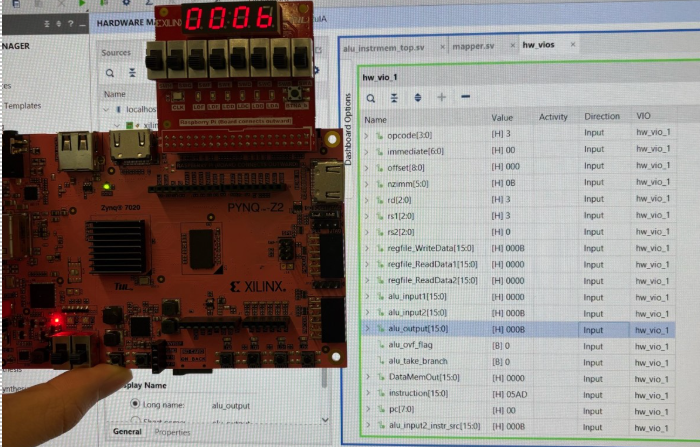 HARDWARE M
NAGER
Sources
Name
localhos
xilin
Templates
XILINX
0006
CLK
PYNQ™-Z2
Zynq® 7020
XILINX.
Display Name
Long name: alu_output
General Properties
alu_instrmem_top.sv × mapper.sv × hw_vios ×
hw_vio_1
Dashboard Options
Name Value Activity Direction VIO
opcode[3:0] [H] 3 Input hw_vio_1
immediate[6:0] [H] 00 Input hw_vio_1
offset[8:0] [H] 000 Input hw_vio_1
nzimm[5:0] [H] 0B Input hw_vio_1
rd[2:0] [H] 3 Input hw_vio_1
rs1[2:0] [H] 3 Input hw_vio_1
rs2[2:0] [H] 0 Input hw_vio_1
regfile_WriteData[15:0] [H] 000B Input hw_vio_1
regfile_ReadData1[15:0] [H] 0000 Input hw_vio_1
regfile_ReadData2[15:0] [H] 0000 Input hw_vio_1
alu_input1[15:0] [H] 0000 Input hw_vio_1
alu_input2[15:0] [H] 000B Input hw_vio_1
alu_output[15:0] [H] 000B Input hw_vio_1
alu_ovf_flag [B] 0 Input hw_vio_1
alu_take_branch [B] 0 Input hw_vio_1
DataMemOut[15:0] [H] 0000 Input hw_vio_1
instruction[15:0] [H] 05AD Input hw_vio_1
pc[7:0] [H] 00 Input hw_vio_1
alu_input2_instr_src[15:0] [H] 000B Input hw_vio_1